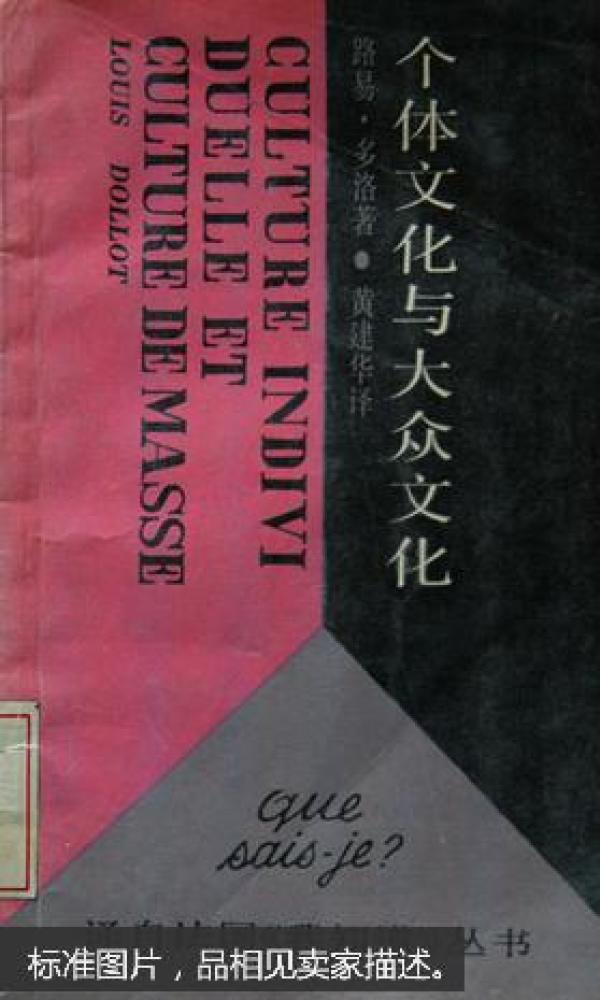 个体文化与大众文化
路易·多洛著●黄建华译
CULTURE INDIVI
DUELLE ET
CULTURE DE MASSE
LOUIS DOLLOT
que
sais-je?
丛书
标准图片，品相见卖家描述。